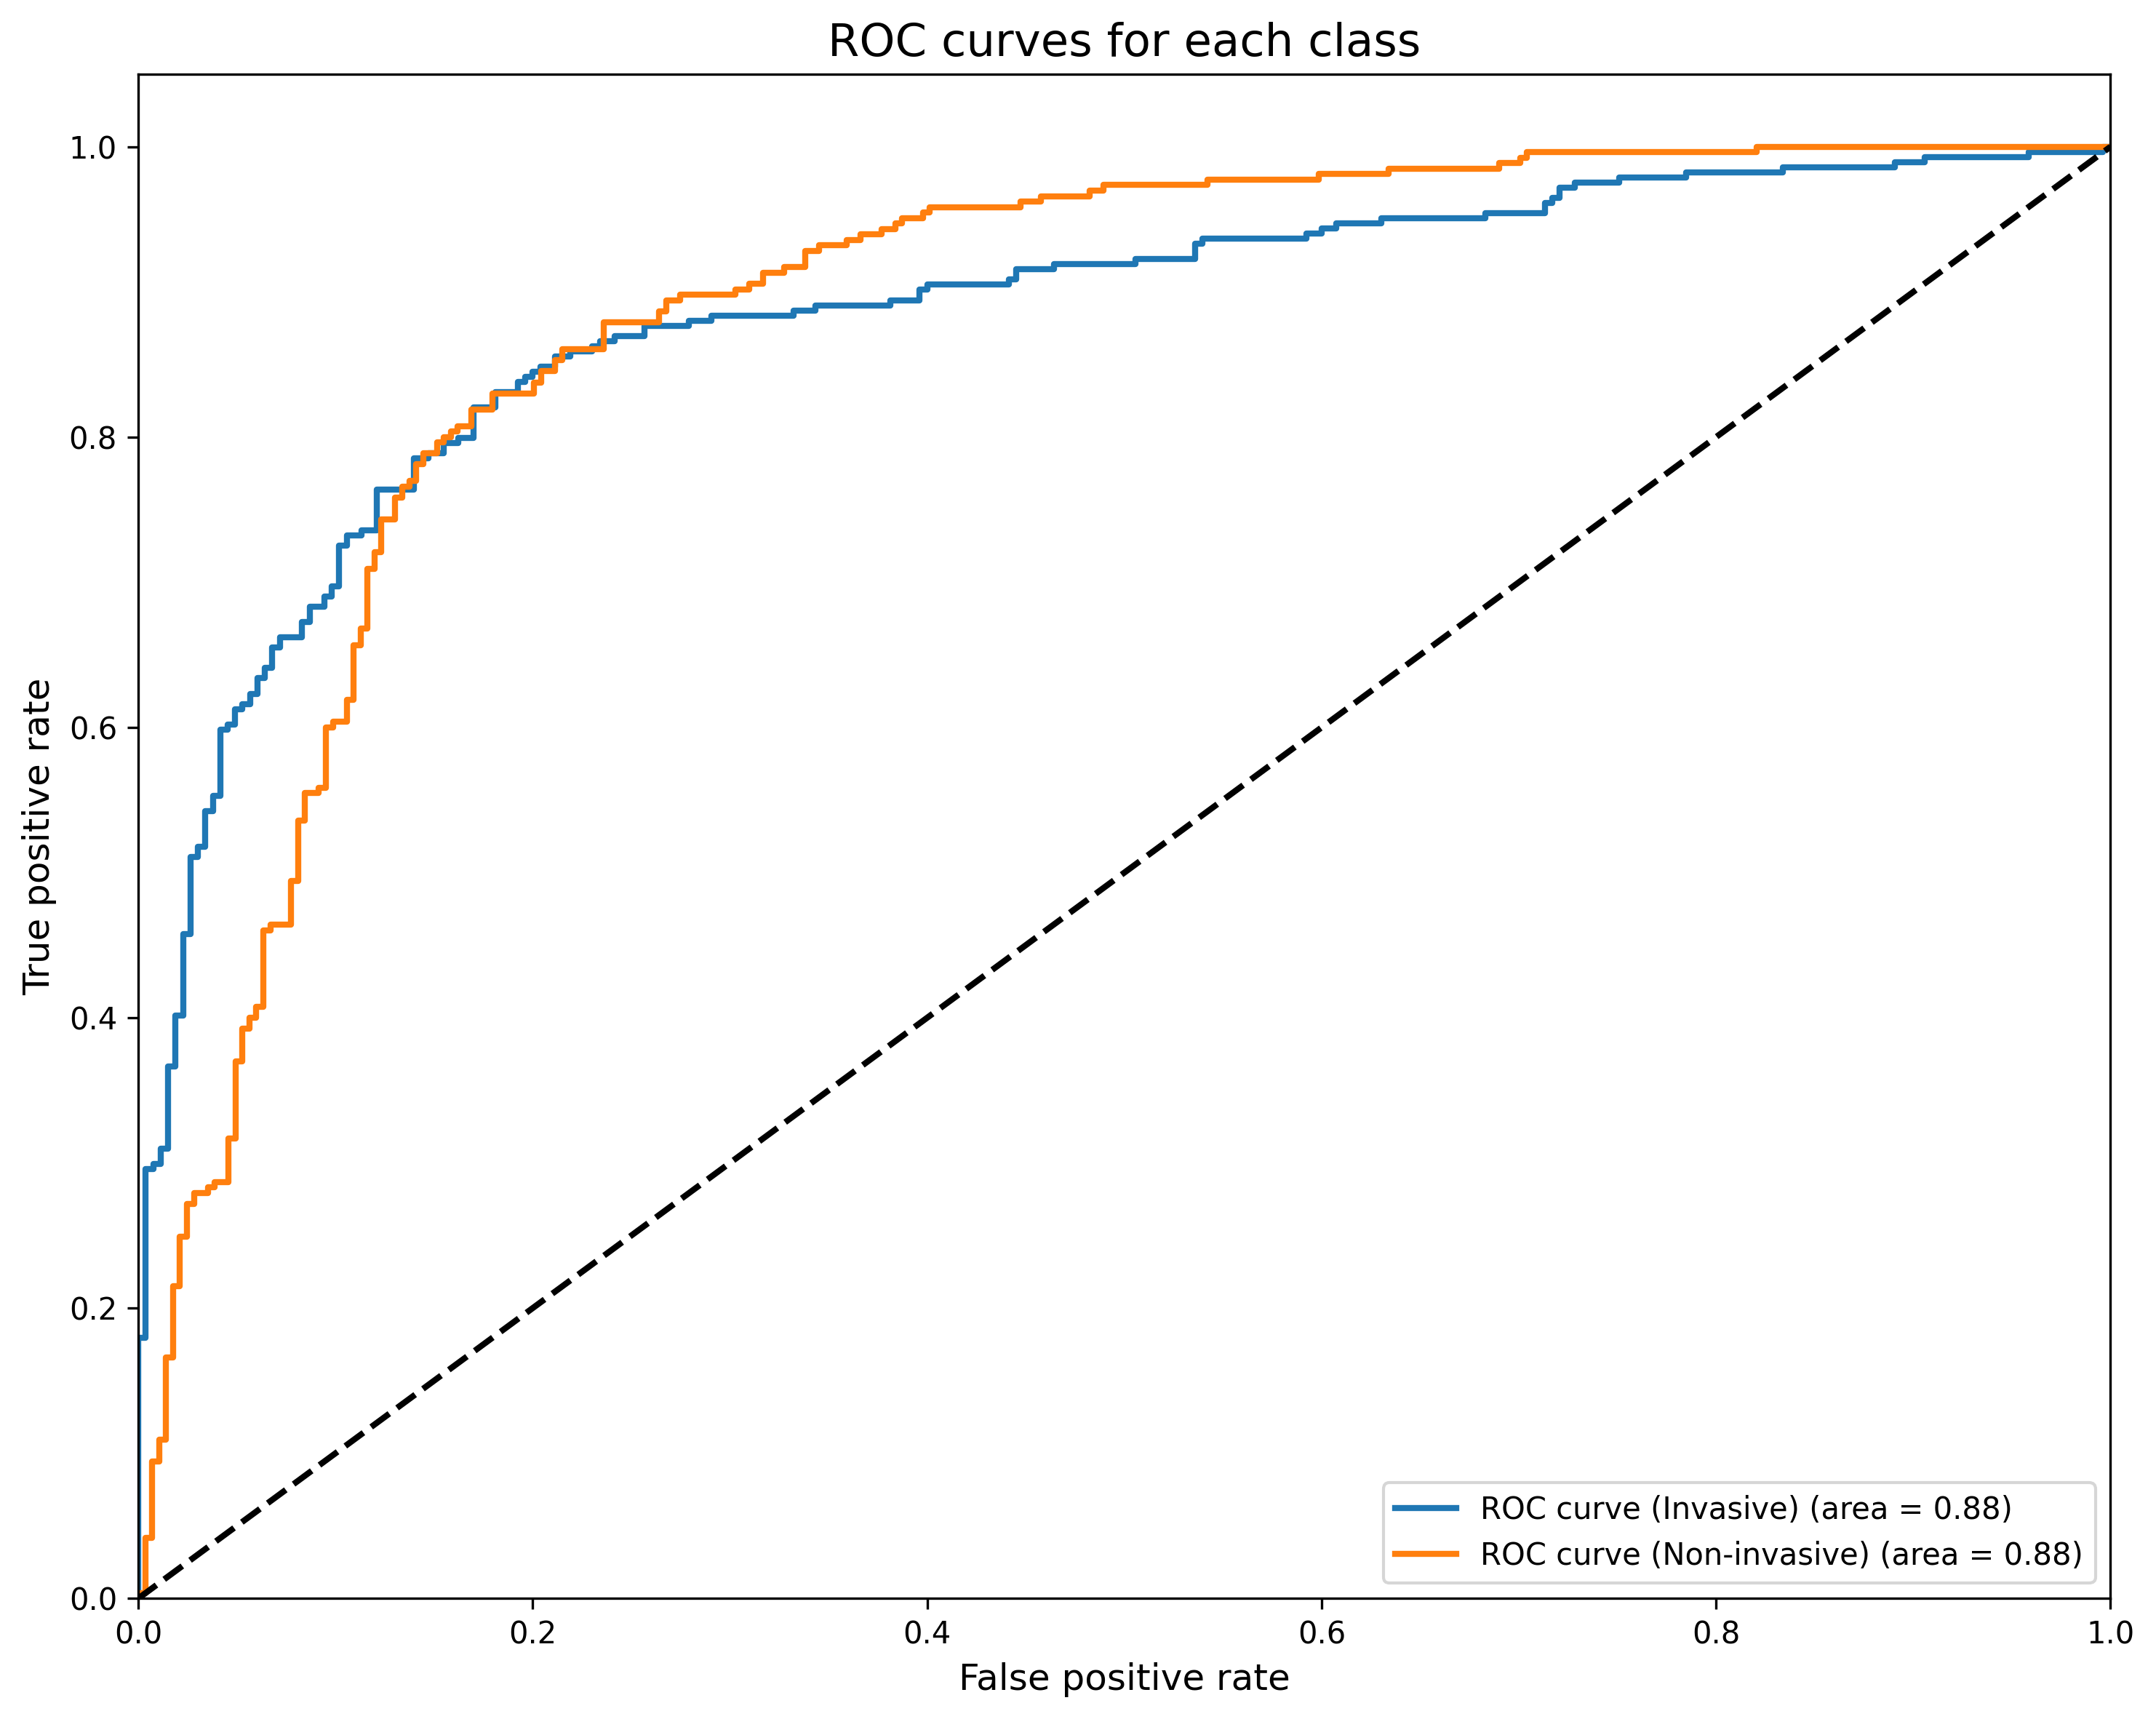 ROC curves for each class
True positive rate
1.0
0.8
0.6
0.4
0.2
0.0
0.0 0.2 0.4 0.6 0.8 1.0
False positive rate
ROC curve (Invasive) (area = 0.88)
ROC curve (Non-invasive) (area = 0.88)